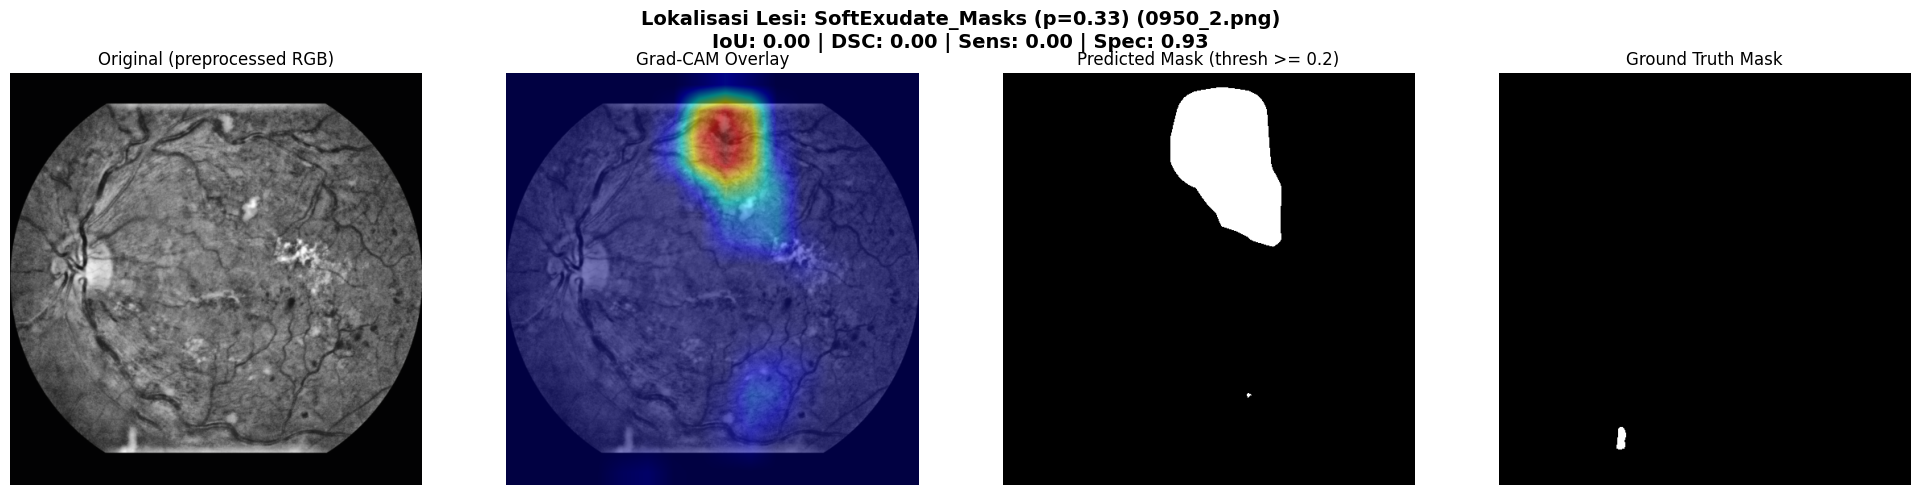 Lokalisasi Lesi: SoftExudate_Masks (p=0.33) (0950_2.png)
IoU: 0.00 | DSC: 0.00 | Sens: 0.00 | Spec: 0.93
Original (preprocessed RGB)
Grad-CAM Overlay
Predicted Mask (thresh >= 0.2)
Ground Truth Mask